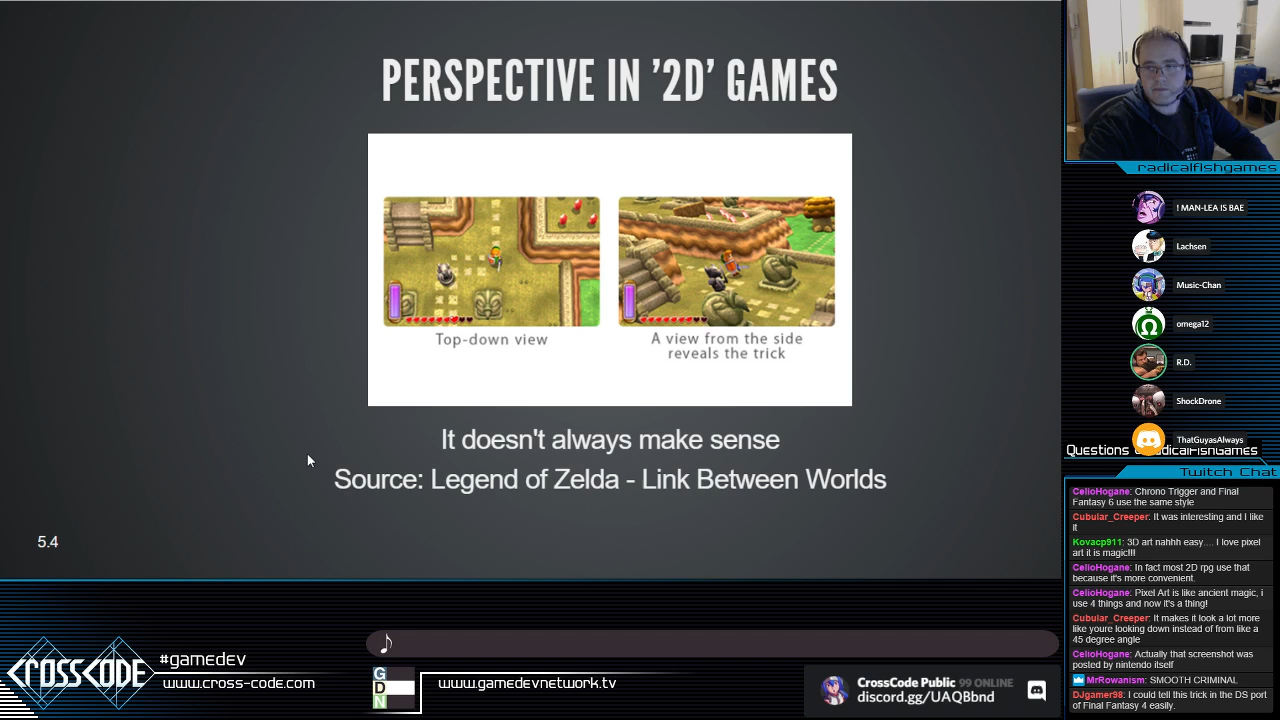 PERSPECTIVE IN '2D' GAMES
Top-down view
A view from the side
reveals the trick
It doesn't always make sense
Source: Legend of Zelda - Link Between Worlds
5.4
radicalfishgames
! MAN-LEA IS BAE
Lachsen
Music-Chan
omega12
R.D.
ShockDrone
ThatGuyasAlways
Questions
adicalFishGames
Twitch Chat
CelioHogane: Chrono Trigger and Final
Fantasy 6 use the same style
Cubular_Creeper: It was interesting and I like
it
Kovacp911: 3D art nahhh easy.... I love pixel
art it is magic!!!
CelioHogane: In fact most 2D rpg use that
because it's more convenient.
CelioHogane: Pixel Art is like ancient magic, i
use 4 things and now it's a thing!
Cubular_Creeper: It makes it look a lot more
like youre looking down instead of from like a
45 degree angle
CelioHogane: Actually that screenshot was
posted by nintendo itself
MrRowanism: SMOOTH CRIMINAL
DJgamer98: I could tell this trick in the DS port
of Final Fantasy 4 easily.
CROSSCODE
#gamedev
www.cross-code.com
G
D
N
www.gamedevnetwork.tv
CrossCode Public 99 ONLINE
discord.gg/UAQBbnd